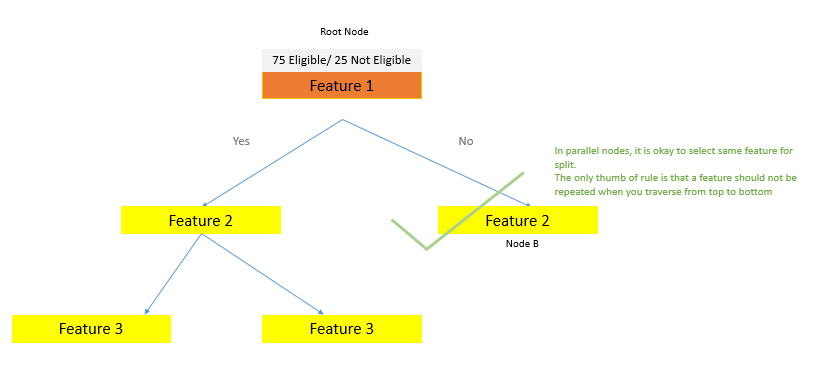 Root Node
75 Eligible/ 25 Not Eligible
Feature 1
Yes
No
In parallel nodes, it is okay to select same feature for
split.
The only thumb of rule is that a feature should not be
repeated when you traverse from top to bottom
Feature 2
Feature 2
Node B
Feature 3
Feature 3